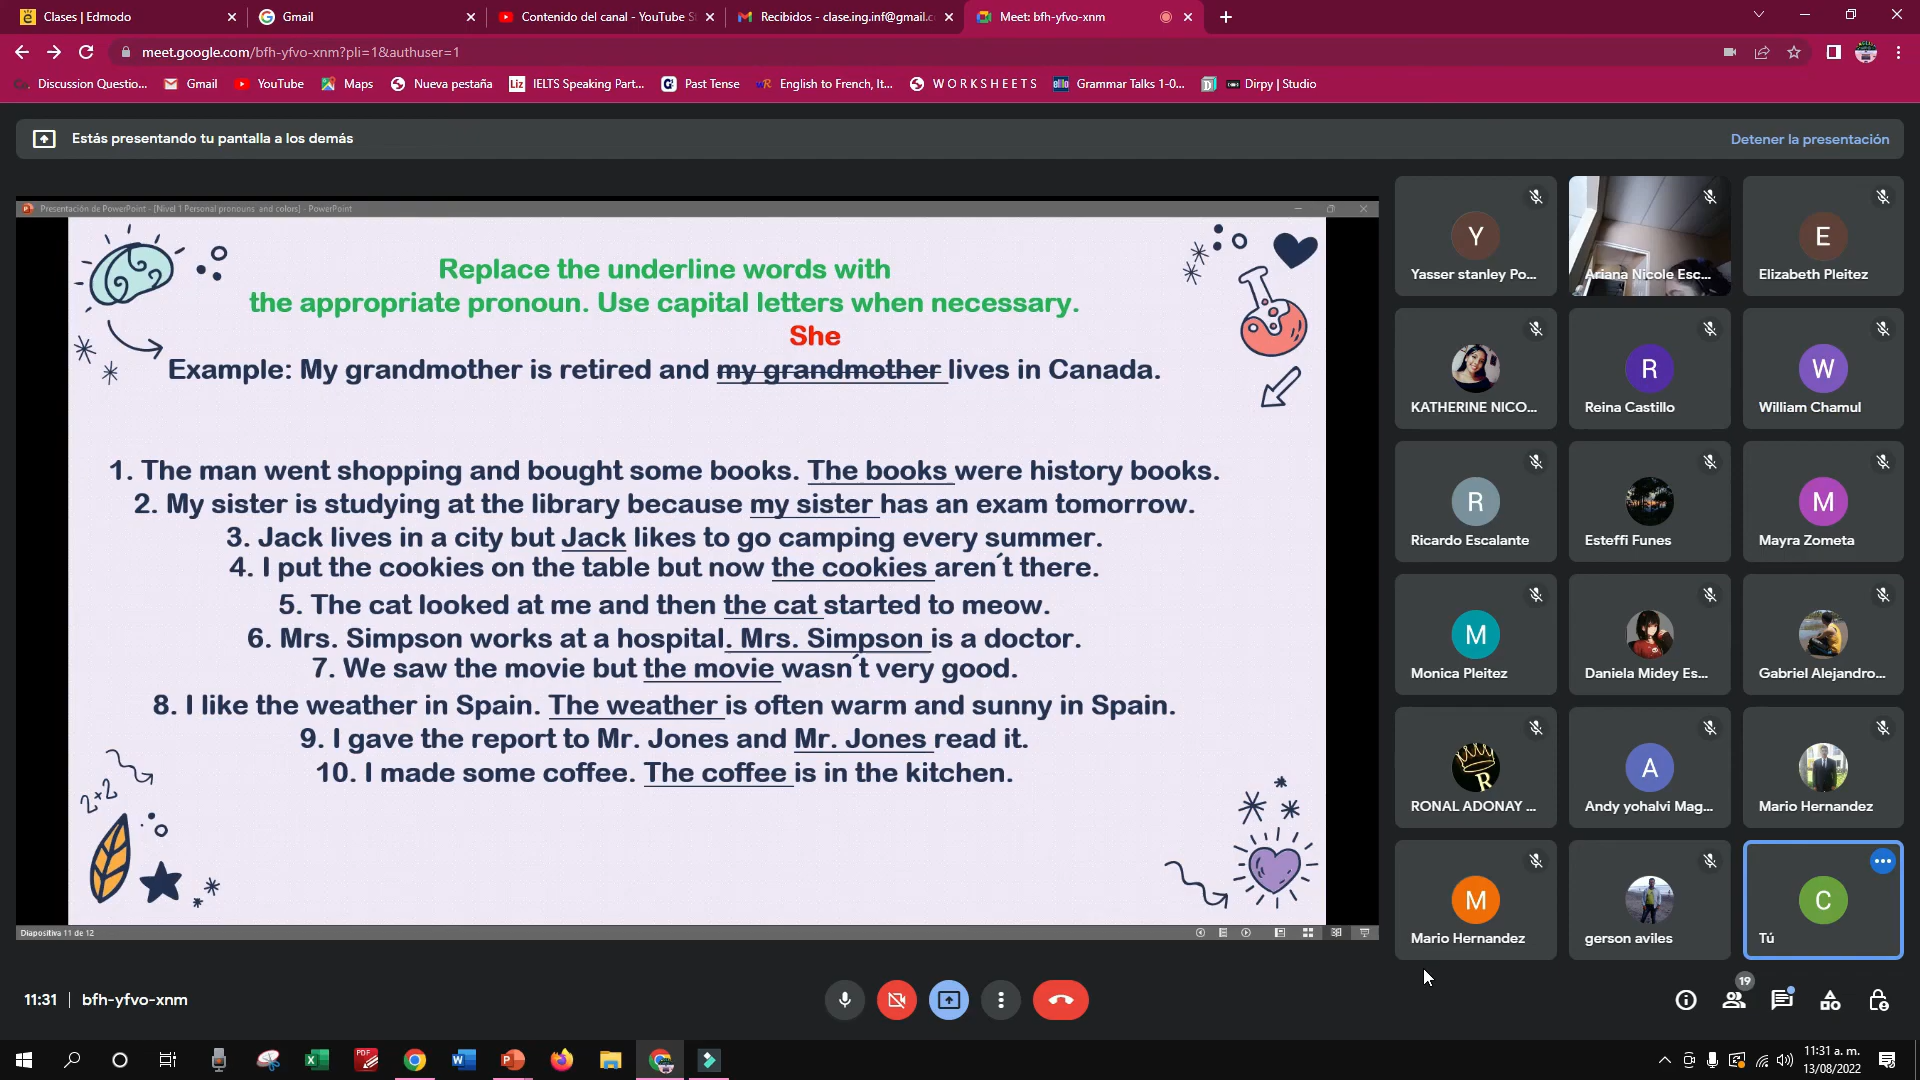 Clases | Edmodo
Gmail
Contenido del canal - YouTube S
Recibidos - clase.ing.inf@gmail.c
Meet: bfh-yfvo-xnm
meet.google.com/bfh-yfvo-xnm?pli=1&authuser=1
Discussion Questio...
Gmail
YouTube
Maps
Nueva pestaña
Liz
IELTS Speaking Part...
Past Tense
English to French, It...
W O R K S H E E T S
Grammar Talks 1-0...
Dirpy | Studio
Estás presentando tu pantalla a los demás
Detener la presentación
Presentación de PowerPoint - [Nivel 1 Personal pronouns and colors] - PowerPoint
Replace the underline words with
the appropriate pronoun. Use capital letters when necessary.
She
Example: My grandmother is retired and my grandmother lives in Canada.
1. The man went shopping and bought some books. The books were history books.
2. My sister is studying at the library because my sister has an exam tomorrow.
3. Jack lives in a city but Jack likes to go camping every summer.
4. I put the cookies on the table but now the cookies aren´t there.
5. The cat looked at me and then the cat started to meow.
6. Mrs. Simpson works at a hospital. Mrs. Simpson is a doctor.
7. We saw the movie but the movie wasn´t very good.
8. I like the weather in Spain. The weather is often warm and sunny in Spain.
9. I gave the report to Mr. Jones and Mr. Jones read it.
10. I made some coffee. The coffee is in the kitchen.
2x2
Diapositiva 11 de 12
Y
Yasser stanley Po...
Ariana Nicole Esc...
E
Elizabeth Pleitez
KATHERINE NICO...
R
Reina Castillo
W
William Chamul
R
Ricardo Escalante
Esteffi Funes
M
Mayra Zometa
M
Monica Pleitez
Daniela Midey Es...
Gabriel Alejandro...
R
RONAL ADONAY ...
A
Andy yohalvi Mag...
Mario Hernandez
M
Mario Hernandez
gerson aviles
C
Tú
11:31 | bfh-yfvo-xnm
19
11:31 a. m.
13/08/2022